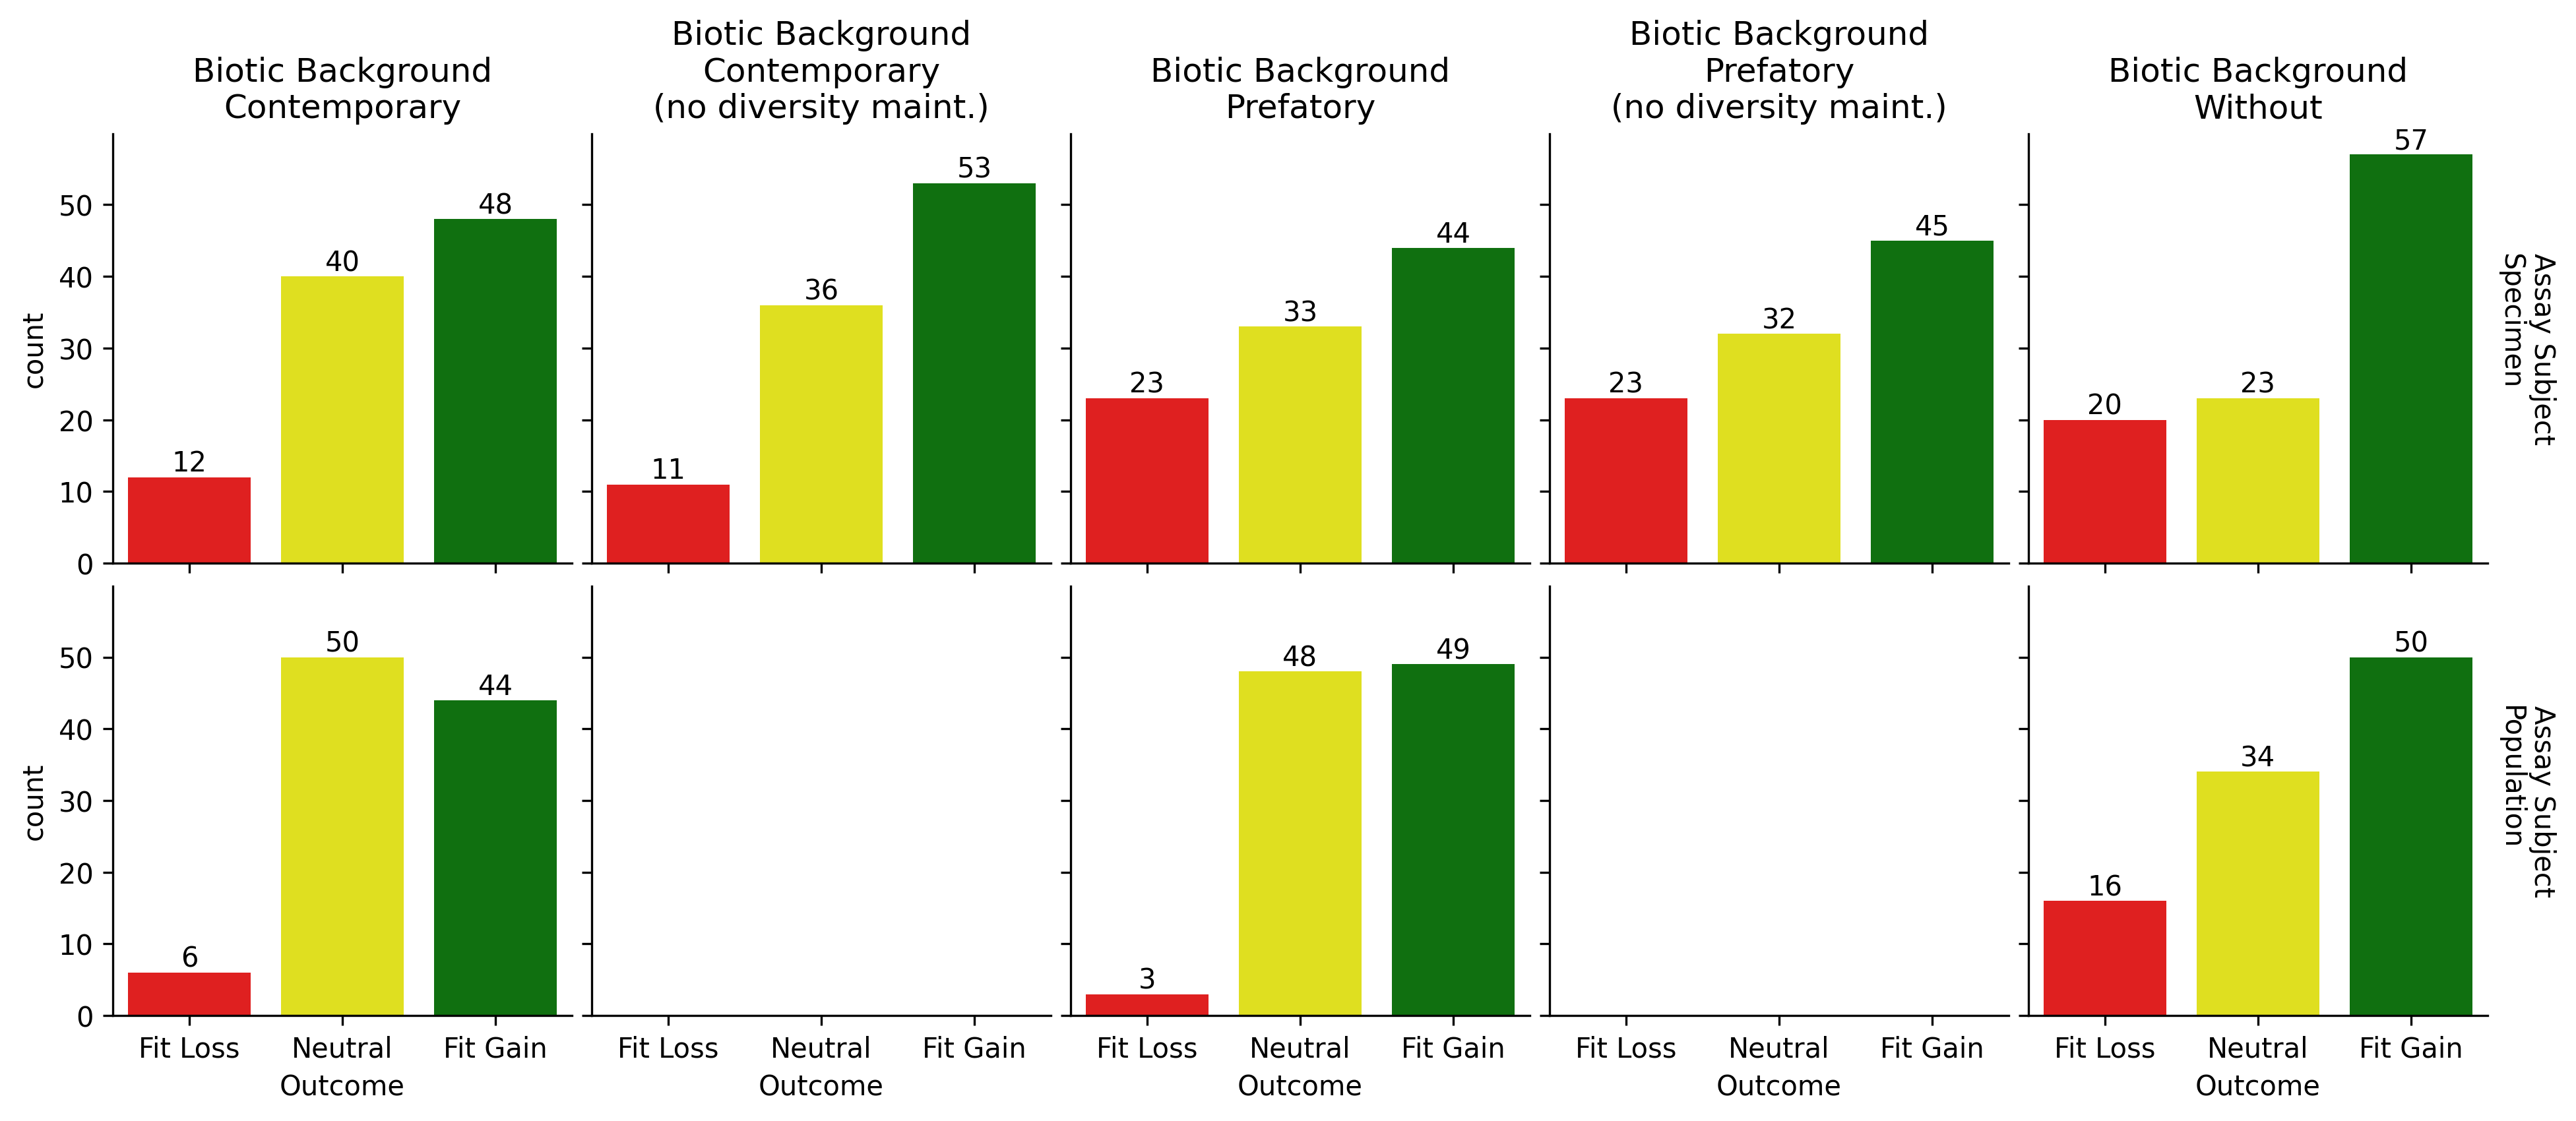 Biotic Background
Contemporary
Biotic Background
Contemporary
(no diversity maint.)
Biotic Background
Prefatory
Biotic Background
Prefatory
(no diversity maint.)
Biotic Background
Without
count
50
40
30
20
10
0
12
40
48
11
36
53
23
33
44
23
32
45
20
23
57
Assay Subject
Specimen
count
50
40
30
20
10
0
6
50
44
3
48
49
16
34
50
Assay Subject
Population
Fit Loss Neutral Fit Gain
Outcome
Fit Loss Neutral Fit Gain
Outcome
Fit Loss Neutral Fit Gain
Outcome
Fit Loss Neutral Fit Gain
Outcome
Fit Loss Neutral Fit Gain
Outcome